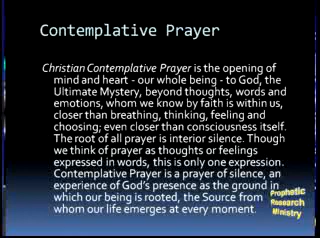 Contemplative Prayer
Christian Contemplative Prayer is the opening of
mind and heart - our whole being - to God, the
Ultimate Mystery, beyond thoughts, words and
emotions, whom we know by faith is within us,
closer than breathing, thinking, feeling and
choosing; even closer than consciousness itself.
The root of all prayer is interior silence. Though
we think of prayer as thoughts or feelings
expressed in words, this is only one expression.
Contemplative Prayer is a prayer of silence, an
experience of God's presence as the ground in
which our being is rooted, the Source from
whom our life emerges at every moment.
Prophetic
Research
Ministry